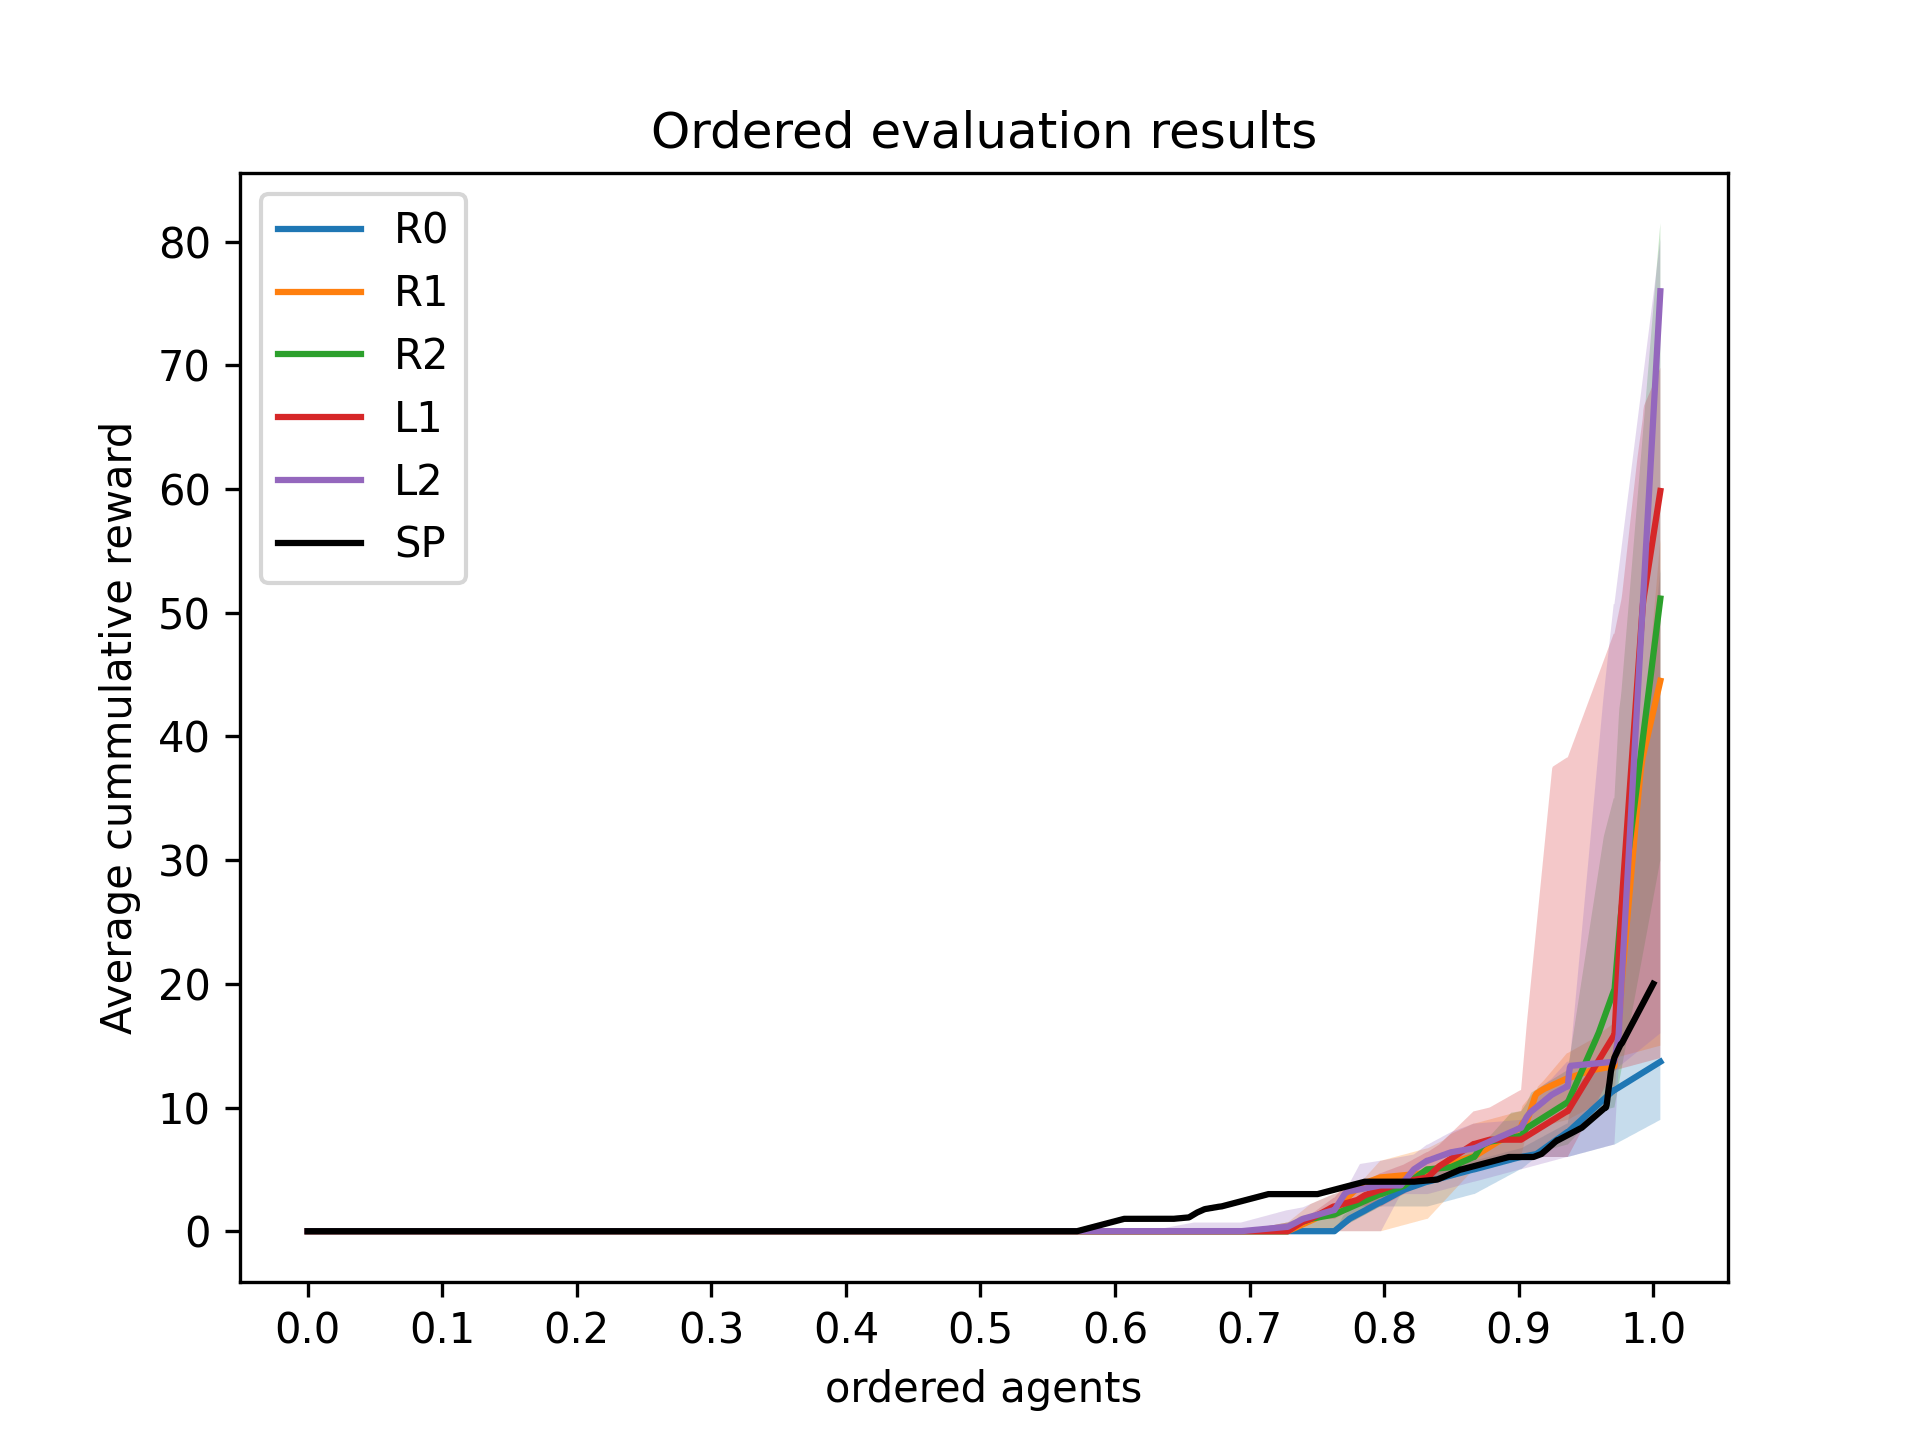 Ordered evaluation results
R0
R1
R2
L1
L2
SP
Average cummulative reward
80
70
60
50
40
30
20
10
0
0.0 0.1 0.2 0.3 0.4 0.5 0.6 0.7 0.8 0.9 1.0
ordered agents